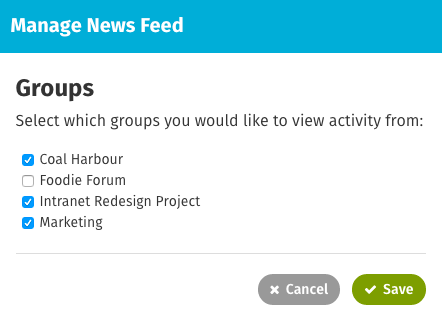 Manage News Feed
Groups
Select which groups you would like to view activity from:
Coal Harbour
Foodie Forum
Intranet Redesign Project
Marketing
Cancel
Save